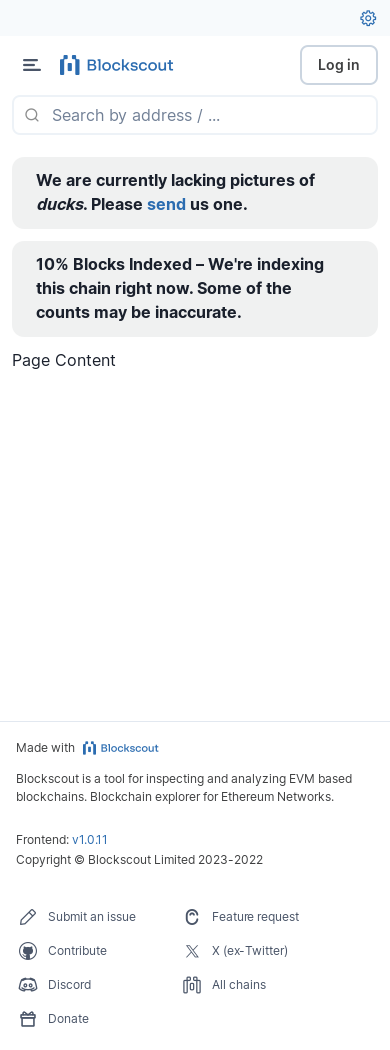 Blockscout
Log in
Search by address / ...
We are currently lacking pictures of
ducks. Please send us one.
10% Blocks Indexed – We're indexing
this chain right now. Some of the
counts may be inaccurate.
Page Content
Made with Blockscout
Blockscout is a tool for inspecting and analyzing EVM based
blockchains. Blockchain explorer for Ethereum Networks.
Frontend: v1.0.11
Copyright © Blockscout Limited 2023-2022
Submit an issue
Feature request
Contribute
X (ex-Twitter)
Discord
All chains
Donate